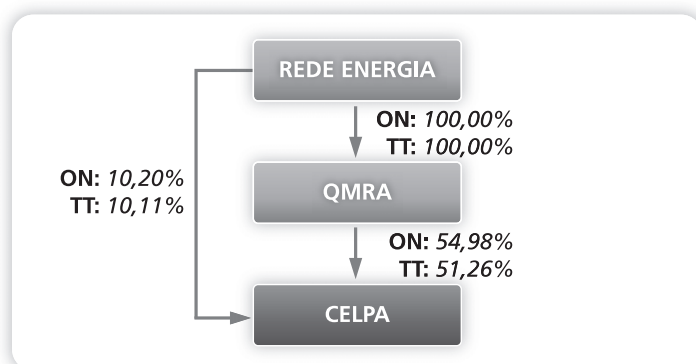 REDE ENERGIA
ON: 100,00%
TT: 100,00%
ON: 10,20%
TT: 10,11%
QMRA
ON: 54,98%
TT: 51,26%
CELPA